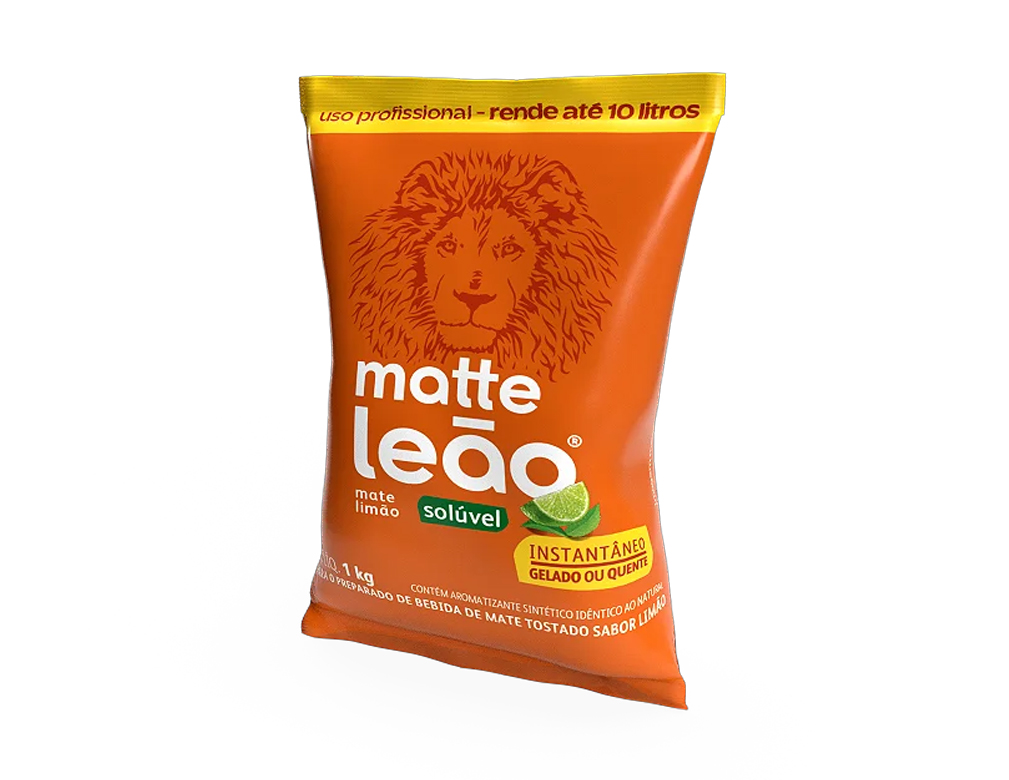 uso profissional - rende até 10 litros
matte
leão®
mate
limão
solúvel
INSTANTÂNEO
GELADO OU QUENTE
1 kg
CONTÉM AROMATIZANTE SINTÉTICO IDÊNTICO AO NATURAL
O PREPARADO DE BEBIDA DE MATE TOSTADO SABOR LIMÃO